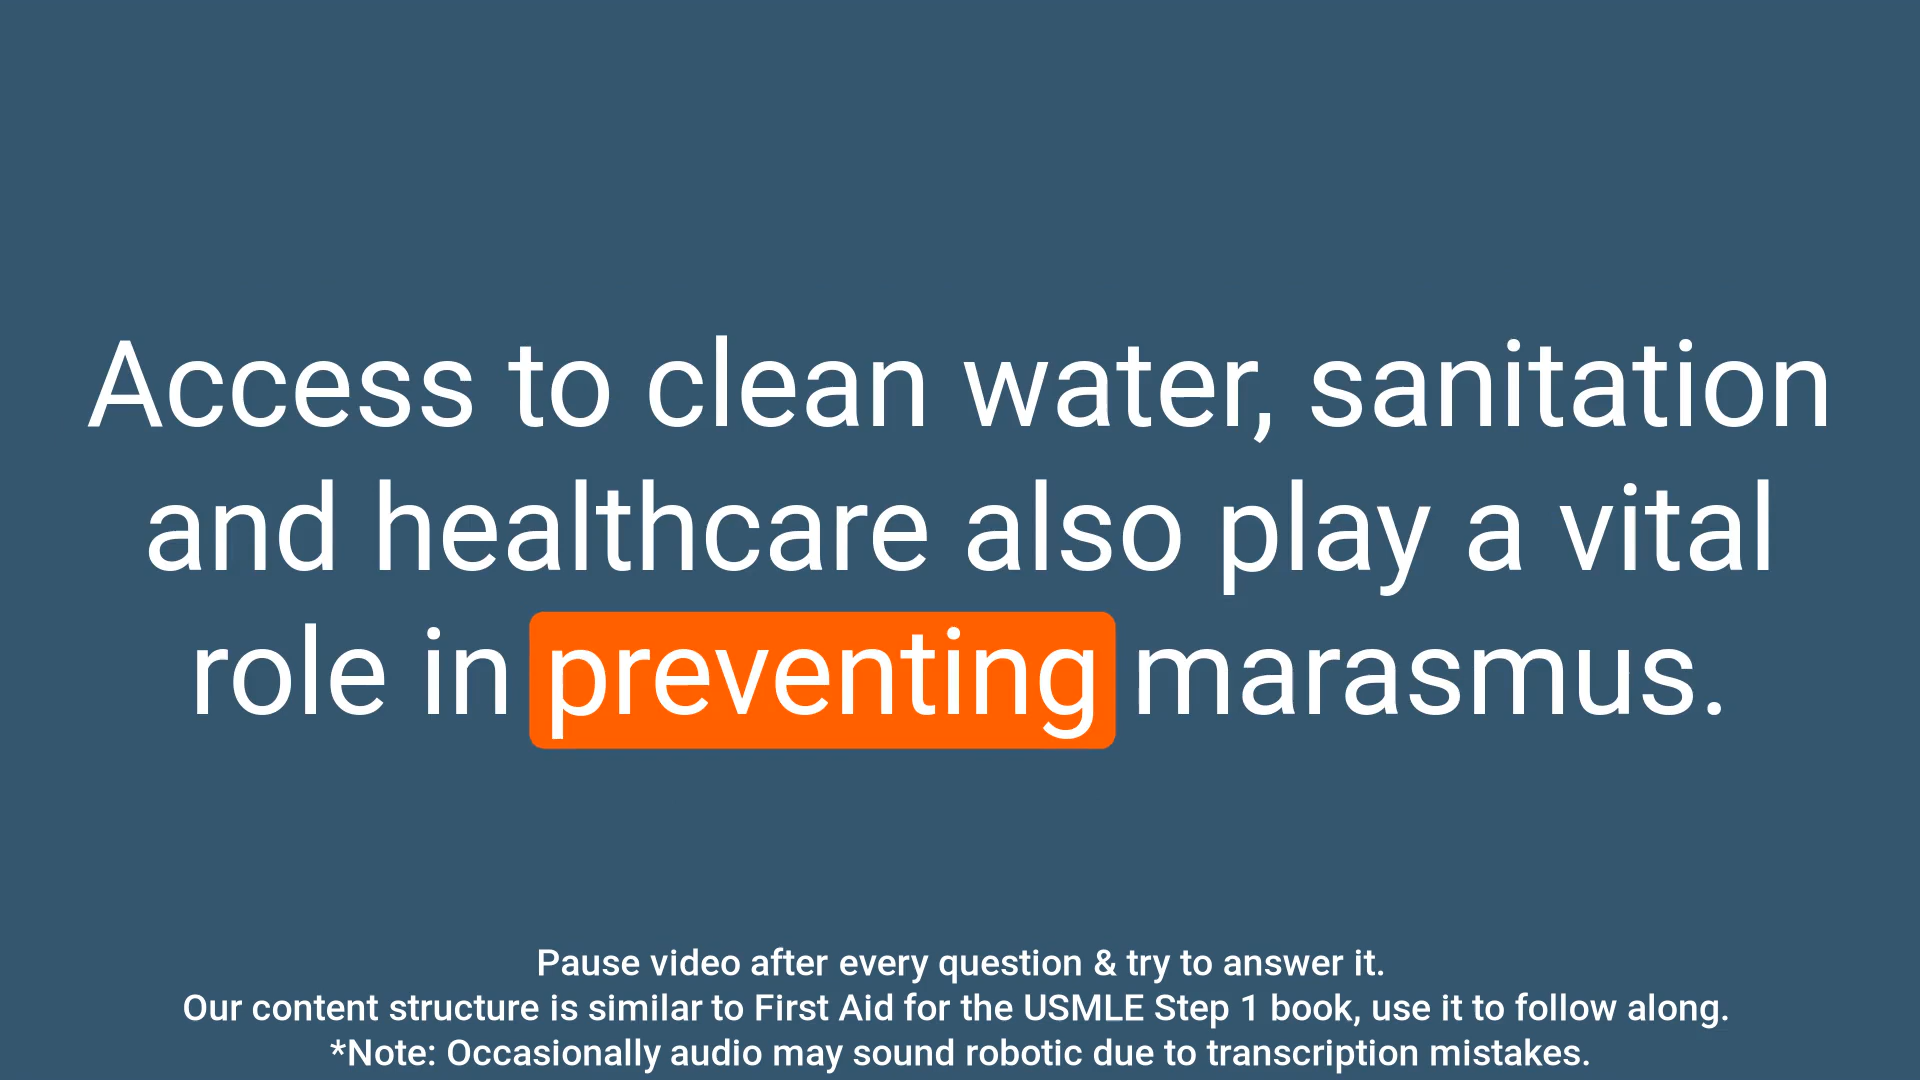 Access to clean water, sanitation
and healthcare also play a vital
role in preventing marasmus.
Pause video after every question & try to answer it.
Our content structure is similar to First Aid for the USMLE Step 1 book, use it to follow along.
*Note: Occasionally audio may sound robotic due to transcription mistakes.